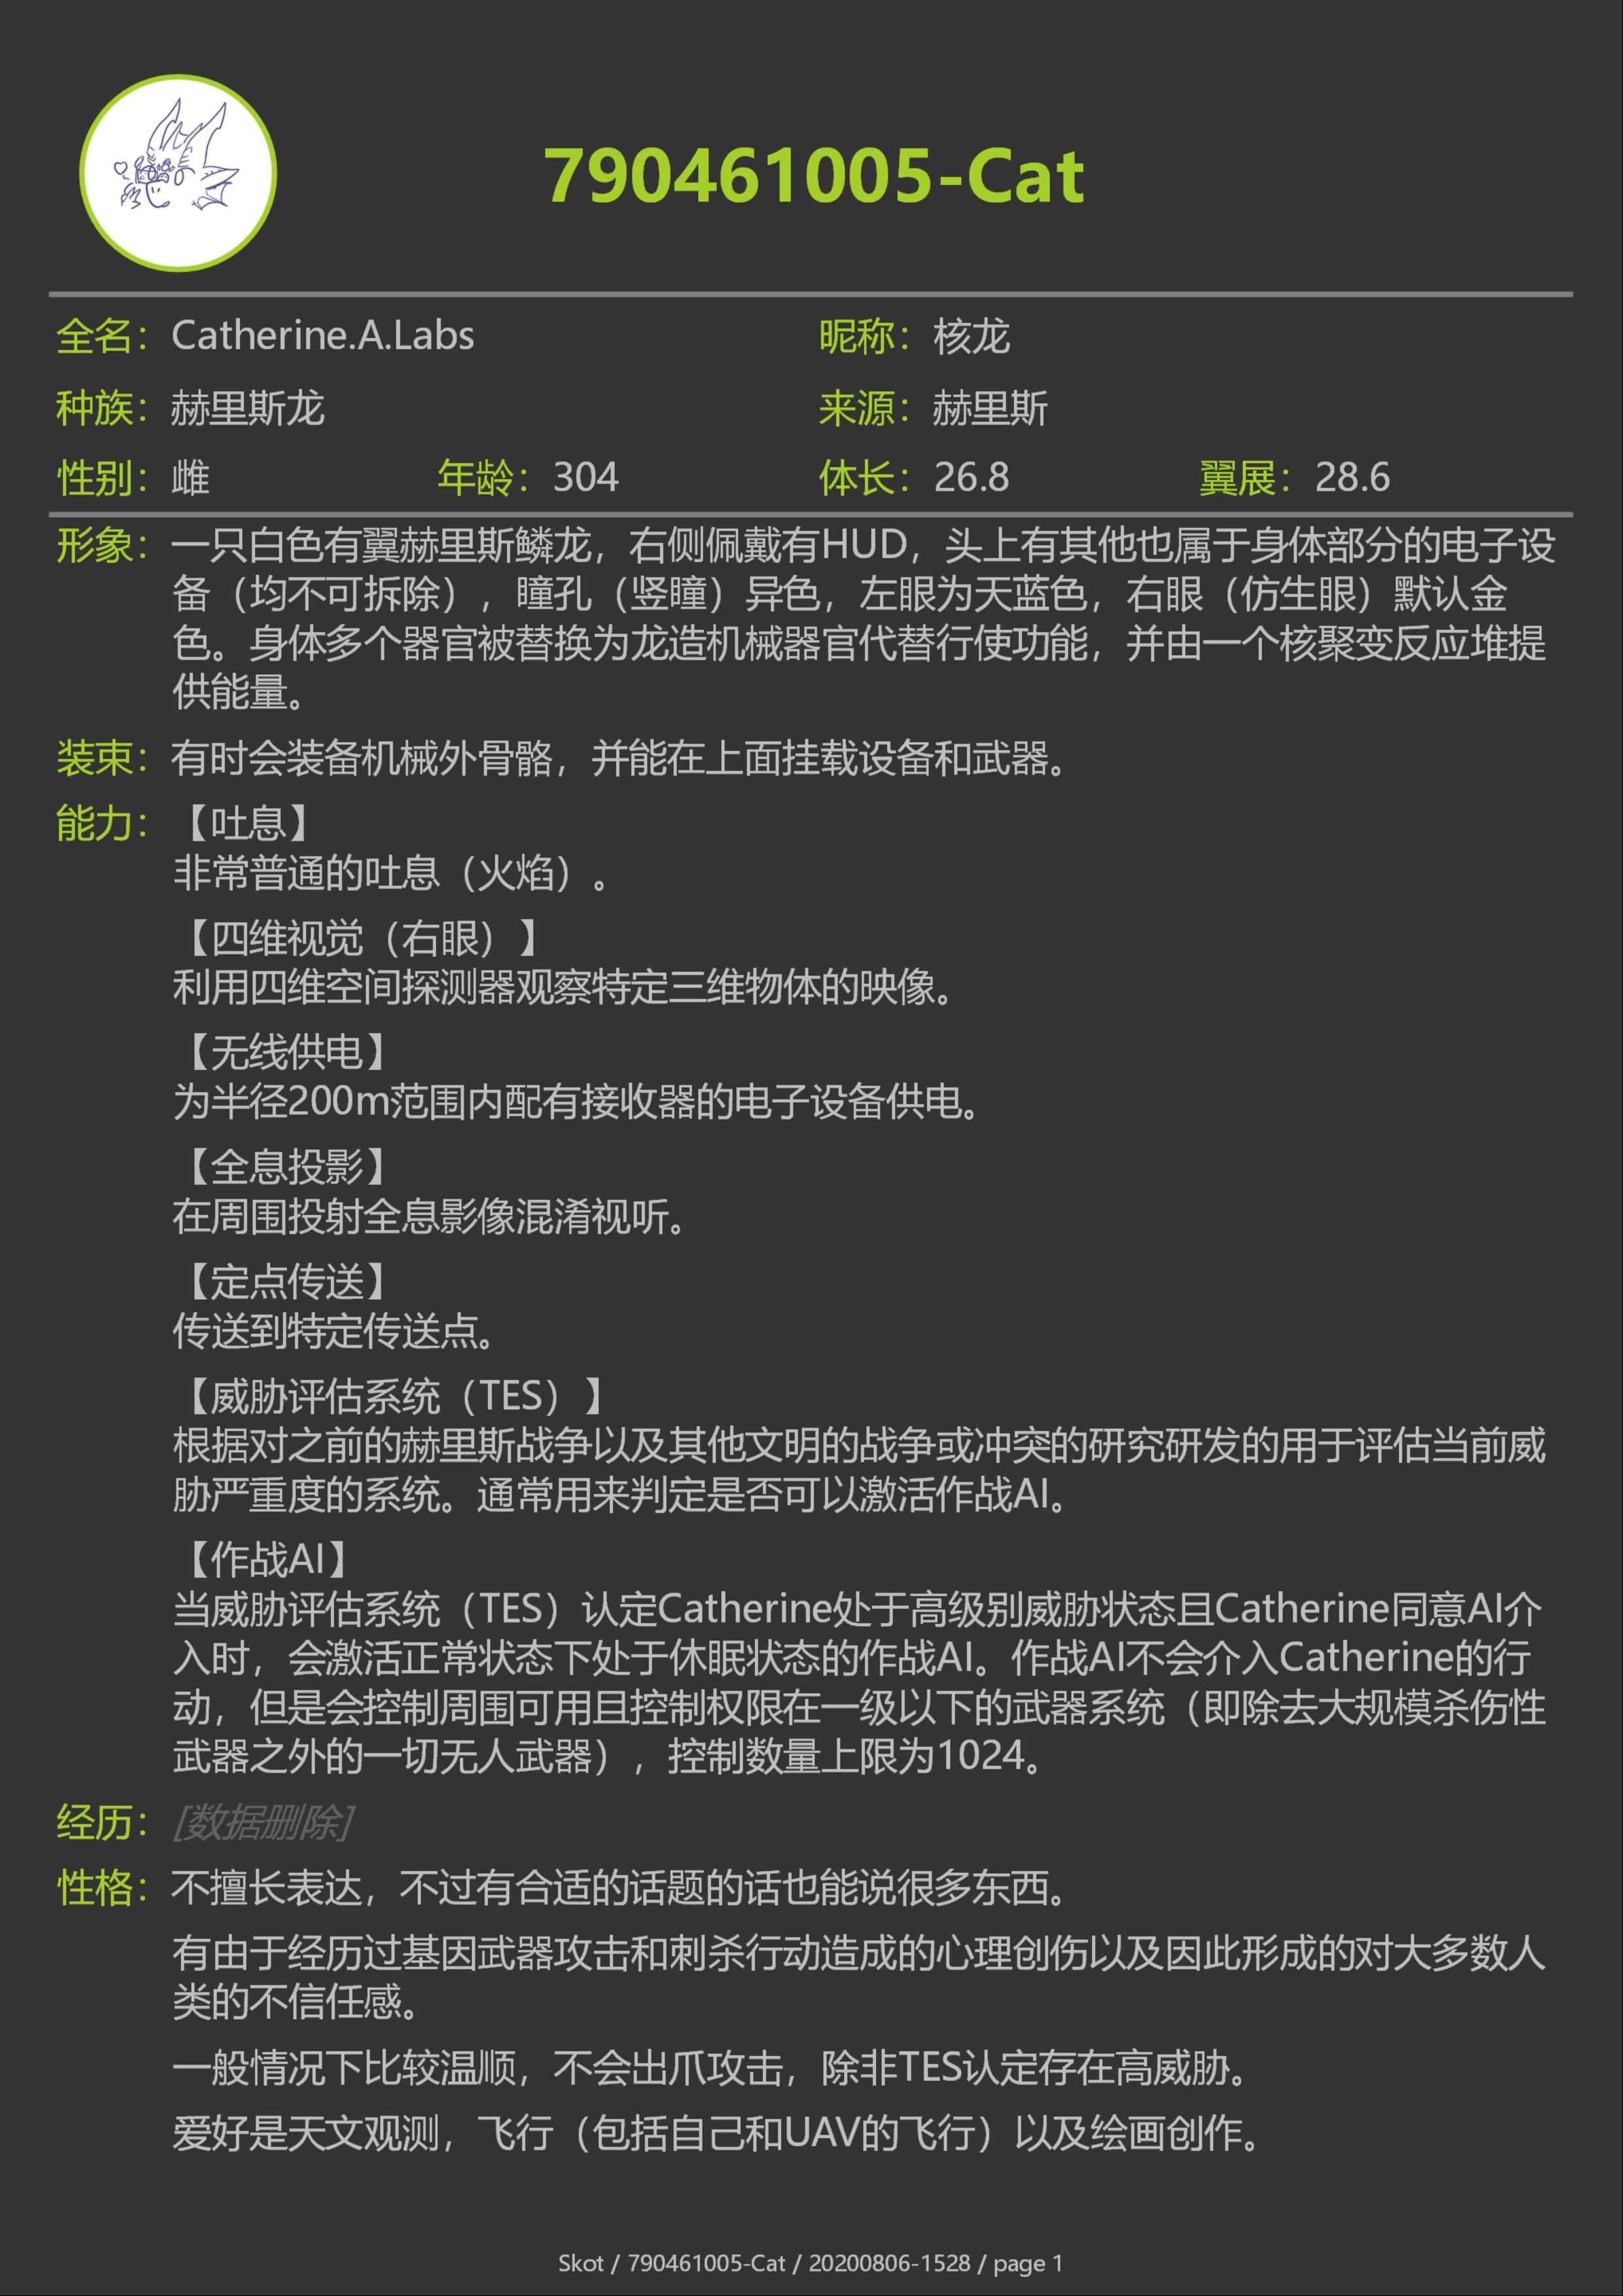 790461005-Cat
全名：Catherine.A.Labs 昵称：核龙
种族：赫里斯龙 来源：赫里斯
性别：雌 年龄：304 体长：26.8 翼展：28.6
形象：一只白色有翼赫里斯鳞龙，右侧佩戴有HUD，头上有其他也属于身体部分的电子设
备（均不可拆除），瞳孔（竖瞳）异色，左眼为天蓝色，右眼（仿生眼）默认金
色。身体多个器官被替换为龙造机械器官代替行使功能，并由一个核聚变反应堆提
供能量。
装束：有时会装备机械外骨骼，并能在上面挂载设备和武器。
能力：【吐息】
非常普通的吐息（火焰）。
【四维视觉（右眼）】
利用四维空间探测器观察特定三维物体的映像。
【无线供电】
为半径200m范围内配有接收器的电子设备供电。
【全息投影】
在周围投射全息影像混淆视听。
【定点传送】
传送到特定传送点。
【威胁评估系统（TES）】
根据对之前的赫里斯战争以及其他文明的战争或冲突的研究研发的用于评估当前威
胁严重度的系统。通常用来判定是否可以激活作战AI。
【作战AI】
当威胁评估系统（TES）认定Catherine处于高级别威胁状态且Catherine同意AI介
入时，会激活正常状态下处于休眠状态的作战AI。作战AI不会介入Catherine的行
动，但是会控制周围可用且控制权限在一级以下的武器系统（即除去大规模杀伤性
武器之外的一切无人武器），控制数量上限为1024。
经历：[数据删除]
性格：不擅长表达，不过有合适的话题的话也能说很多东西。
有由于经历过基因武器攻击和刺杀行动造成的心理创伤以及因此形成的对大多数人
类的不信任感。
一般情况下比较温顺，不会出爪攻击，除非TES认定存在高威胁。
爱好是天文观测，飞行（包括自己和UAV的飞行）以及绘画创作。
Skot / 790461005-Cat / 20200806-1528 / page 1